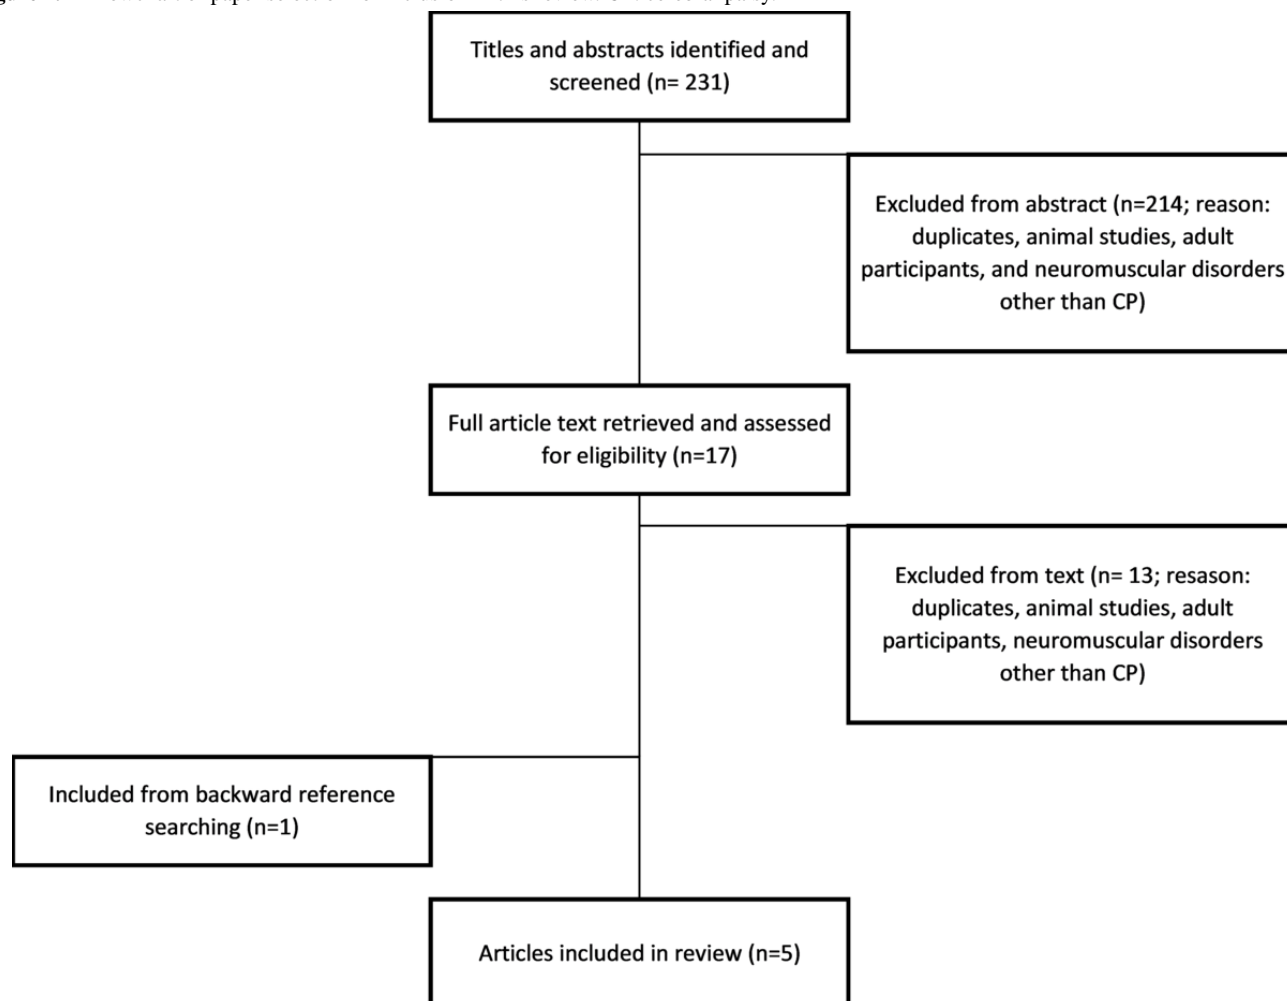 Titles and abstracts identified and
screened (n= 231)
Excluded from abstract (n=214; reason:
duplicates, animal studies, adult
participants, and neuromuscular disorders
other than CP)
Full article text retrieved and assessed
for eligibility (n=17)
Excluded from text (n= 13; resason:
duplicates, animal studies, adult
participants, neuromuscular disorders
other than CP)
Included from backward reference
searching (n=1)
Articles included in review (n=5)